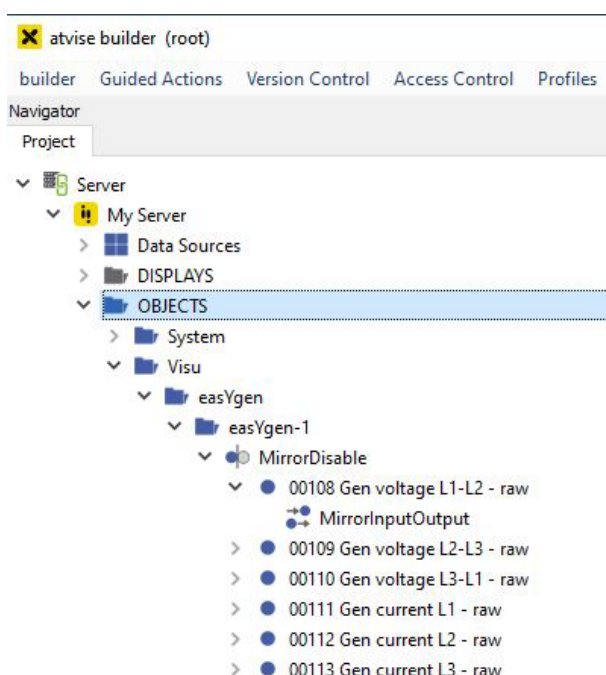 atvise builder (root)
builder Guided Actions Version Control Access Control Profiles
Navigator
Project
Server
My Server
Data Sources
DISPLAYS
OBJECTS
System
Visu
easYgen
easYgen-1
MirrorDisable
00108 Gen voltage L1-L2 - raw
MirrorInputOutput
00109 Gen voltage L2-L3 - raw
00110 Gen voltage L3-L1 - raw
00111 Gen current L1 - raw
00112 Gen current L2 - raw
00113 Gen current L3 - raw